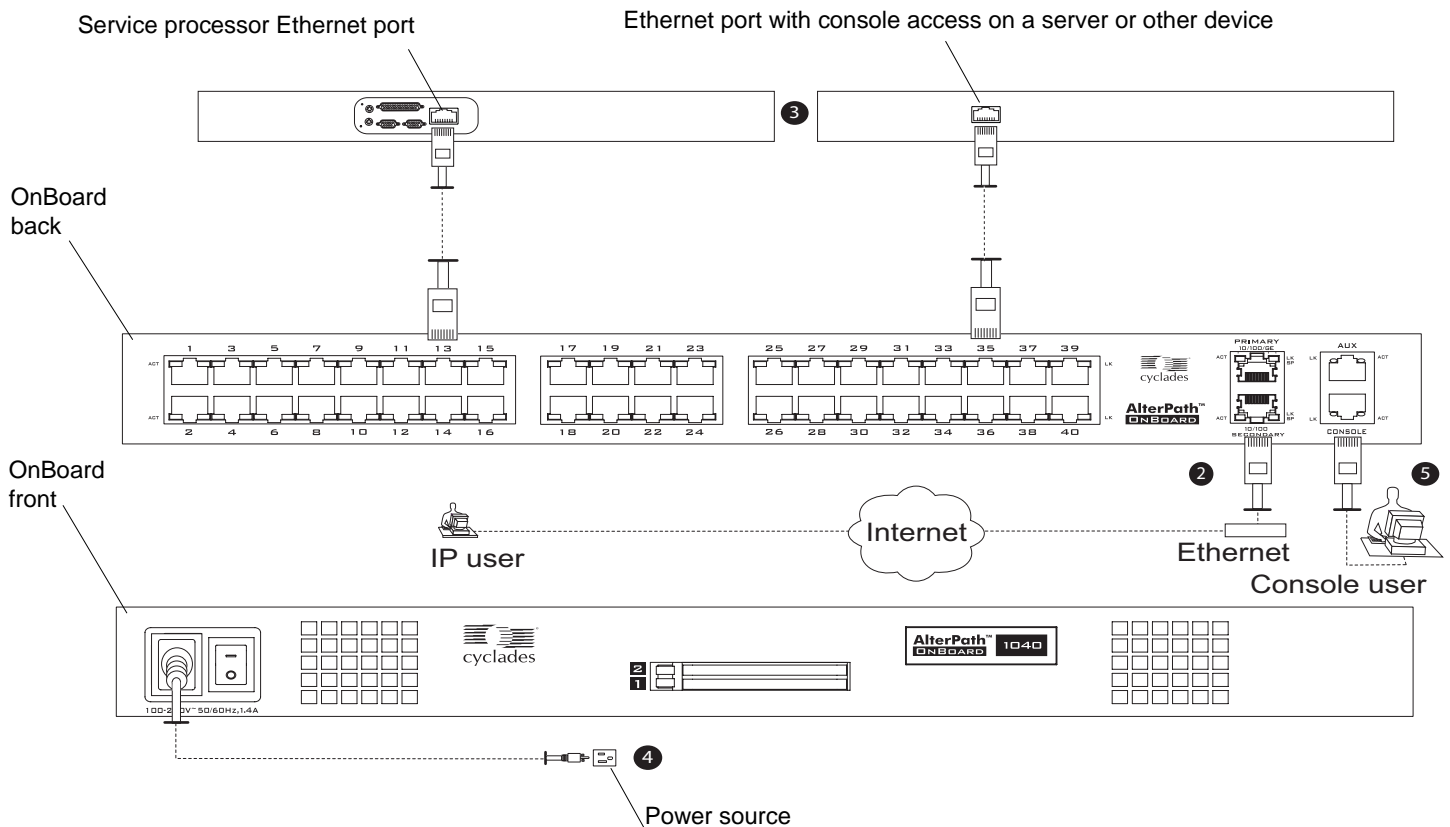 Service processor Ethernet port
Ethernet port with console access on a server or other device
3
OnBoard
back
1 3 5 7 9 11 13 15
17 19 21 23
25 27 29 31 33 35 37 39
ACT
LK
cyclades
PRIMARY
10/100/GE
ACT
LK
SP
AUX
LK
ACT
ACT
LK
AlterPath™
OnBoard
ACT
LK
SP
10/100
SECONDARY
LK
ACT
CONSOLE
2 4 6 8 10 12 14 16
18 20 22 24
26 28 30 32 34 36 38 40
OnBoard
front
2
5
IP user
Internet
Ethernet
Console user
cyclades
AlterPath™
OnBoard
1040
2
1
50/60Hz,1.4A
4
Power source